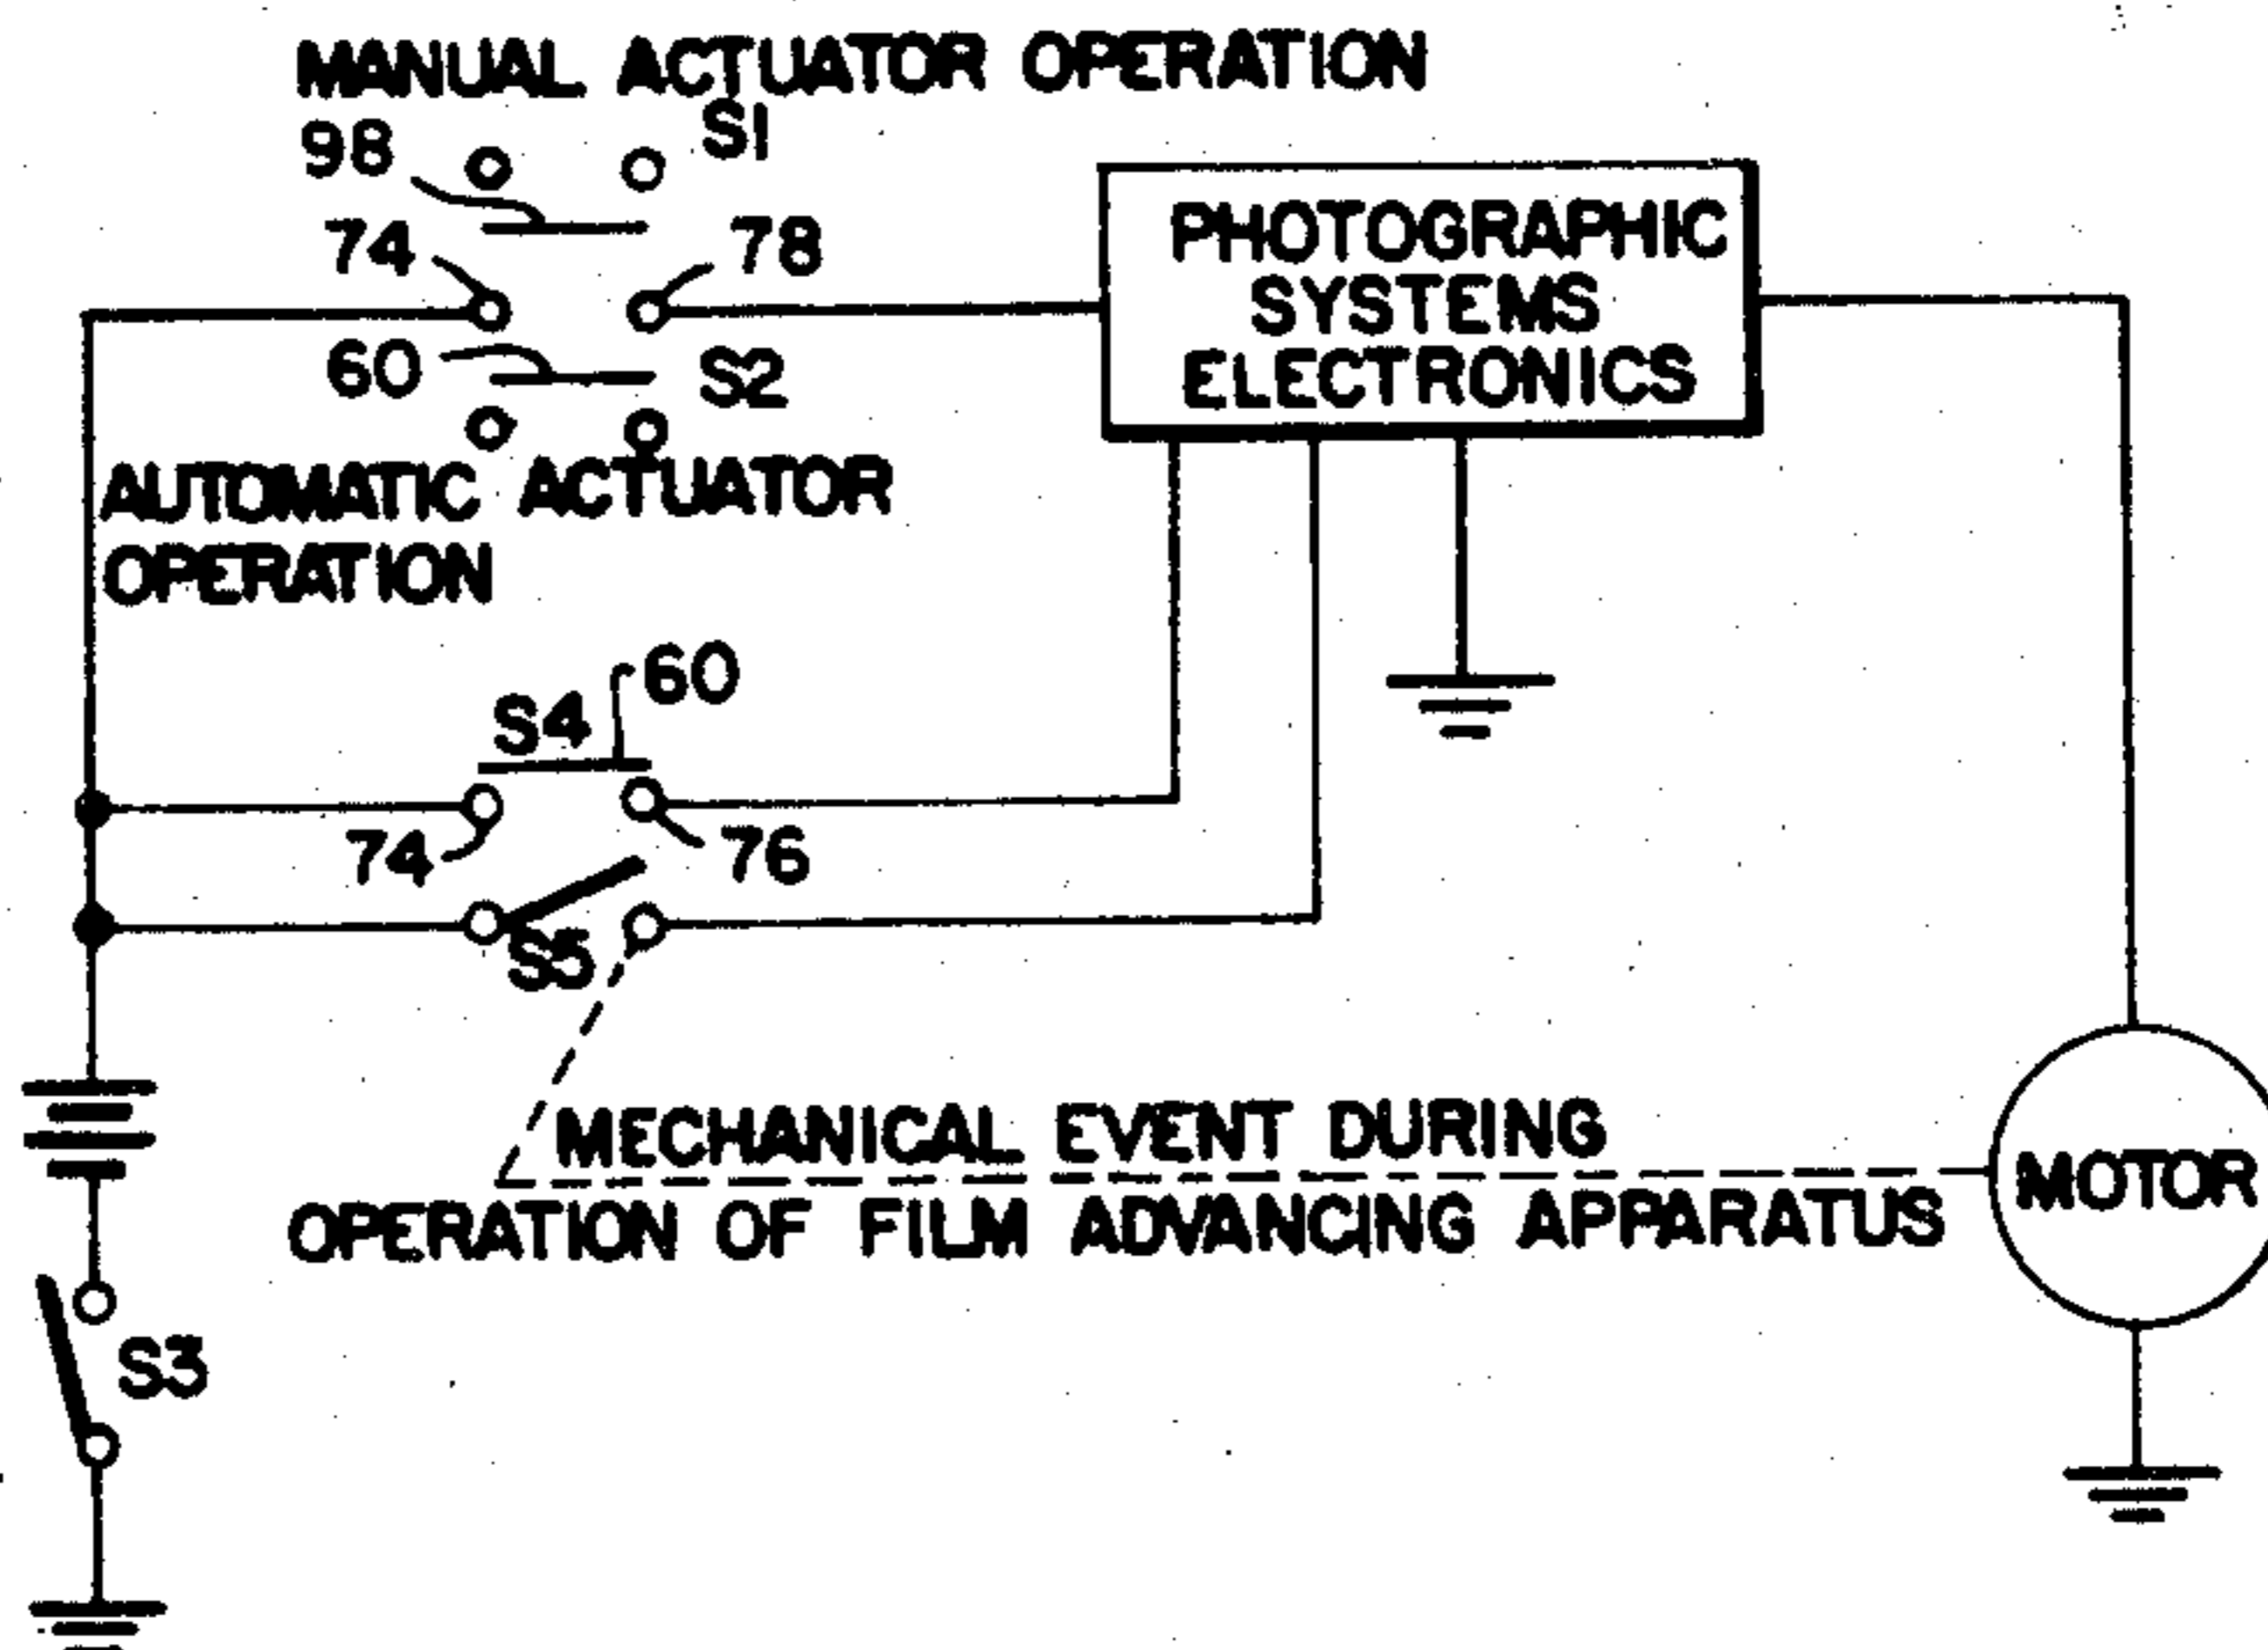 MANUAL ACTUATOR OPERATION
S1
98
74
78
60
S2
AUTOMATIC ACTUATOR
OPERATION
PHOTOGRAPHIC
SYSTEMS
ELECTRONICS
60
S4
74
76
S5
MECHANICAL EVENT DURING
OPERATION OF FILM ADVANCING APPARATUS
MOTOR
S3